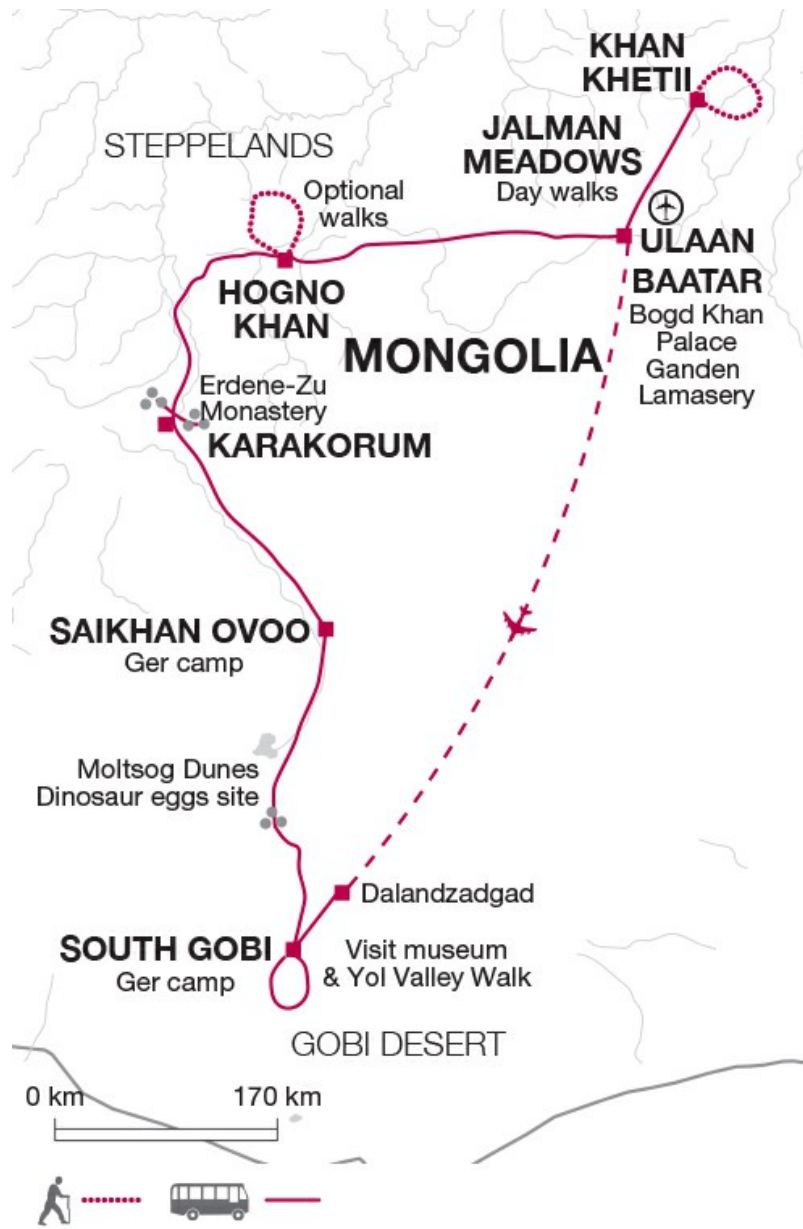 KHAN
KHETII
STEPPELANDS
JALMAN
MEADOWS
Day walks
Optional
walks
ULAAN
BAATAR
Bogd Khan
Palace
Ganden
Lamasery
HOGNO
KHAN
MONGOLIA
Erdene-Zu
Monastery
KARAKORUM
SAIKHAN OVOO
Ger camp
Moltsog Dunes
Dinosaur eggs site
Dalandzadgad
SOUTH GOBI
Ger camp
Visit museum
& Yol Valley Walk
GOBI DESERT
0 km 170 km